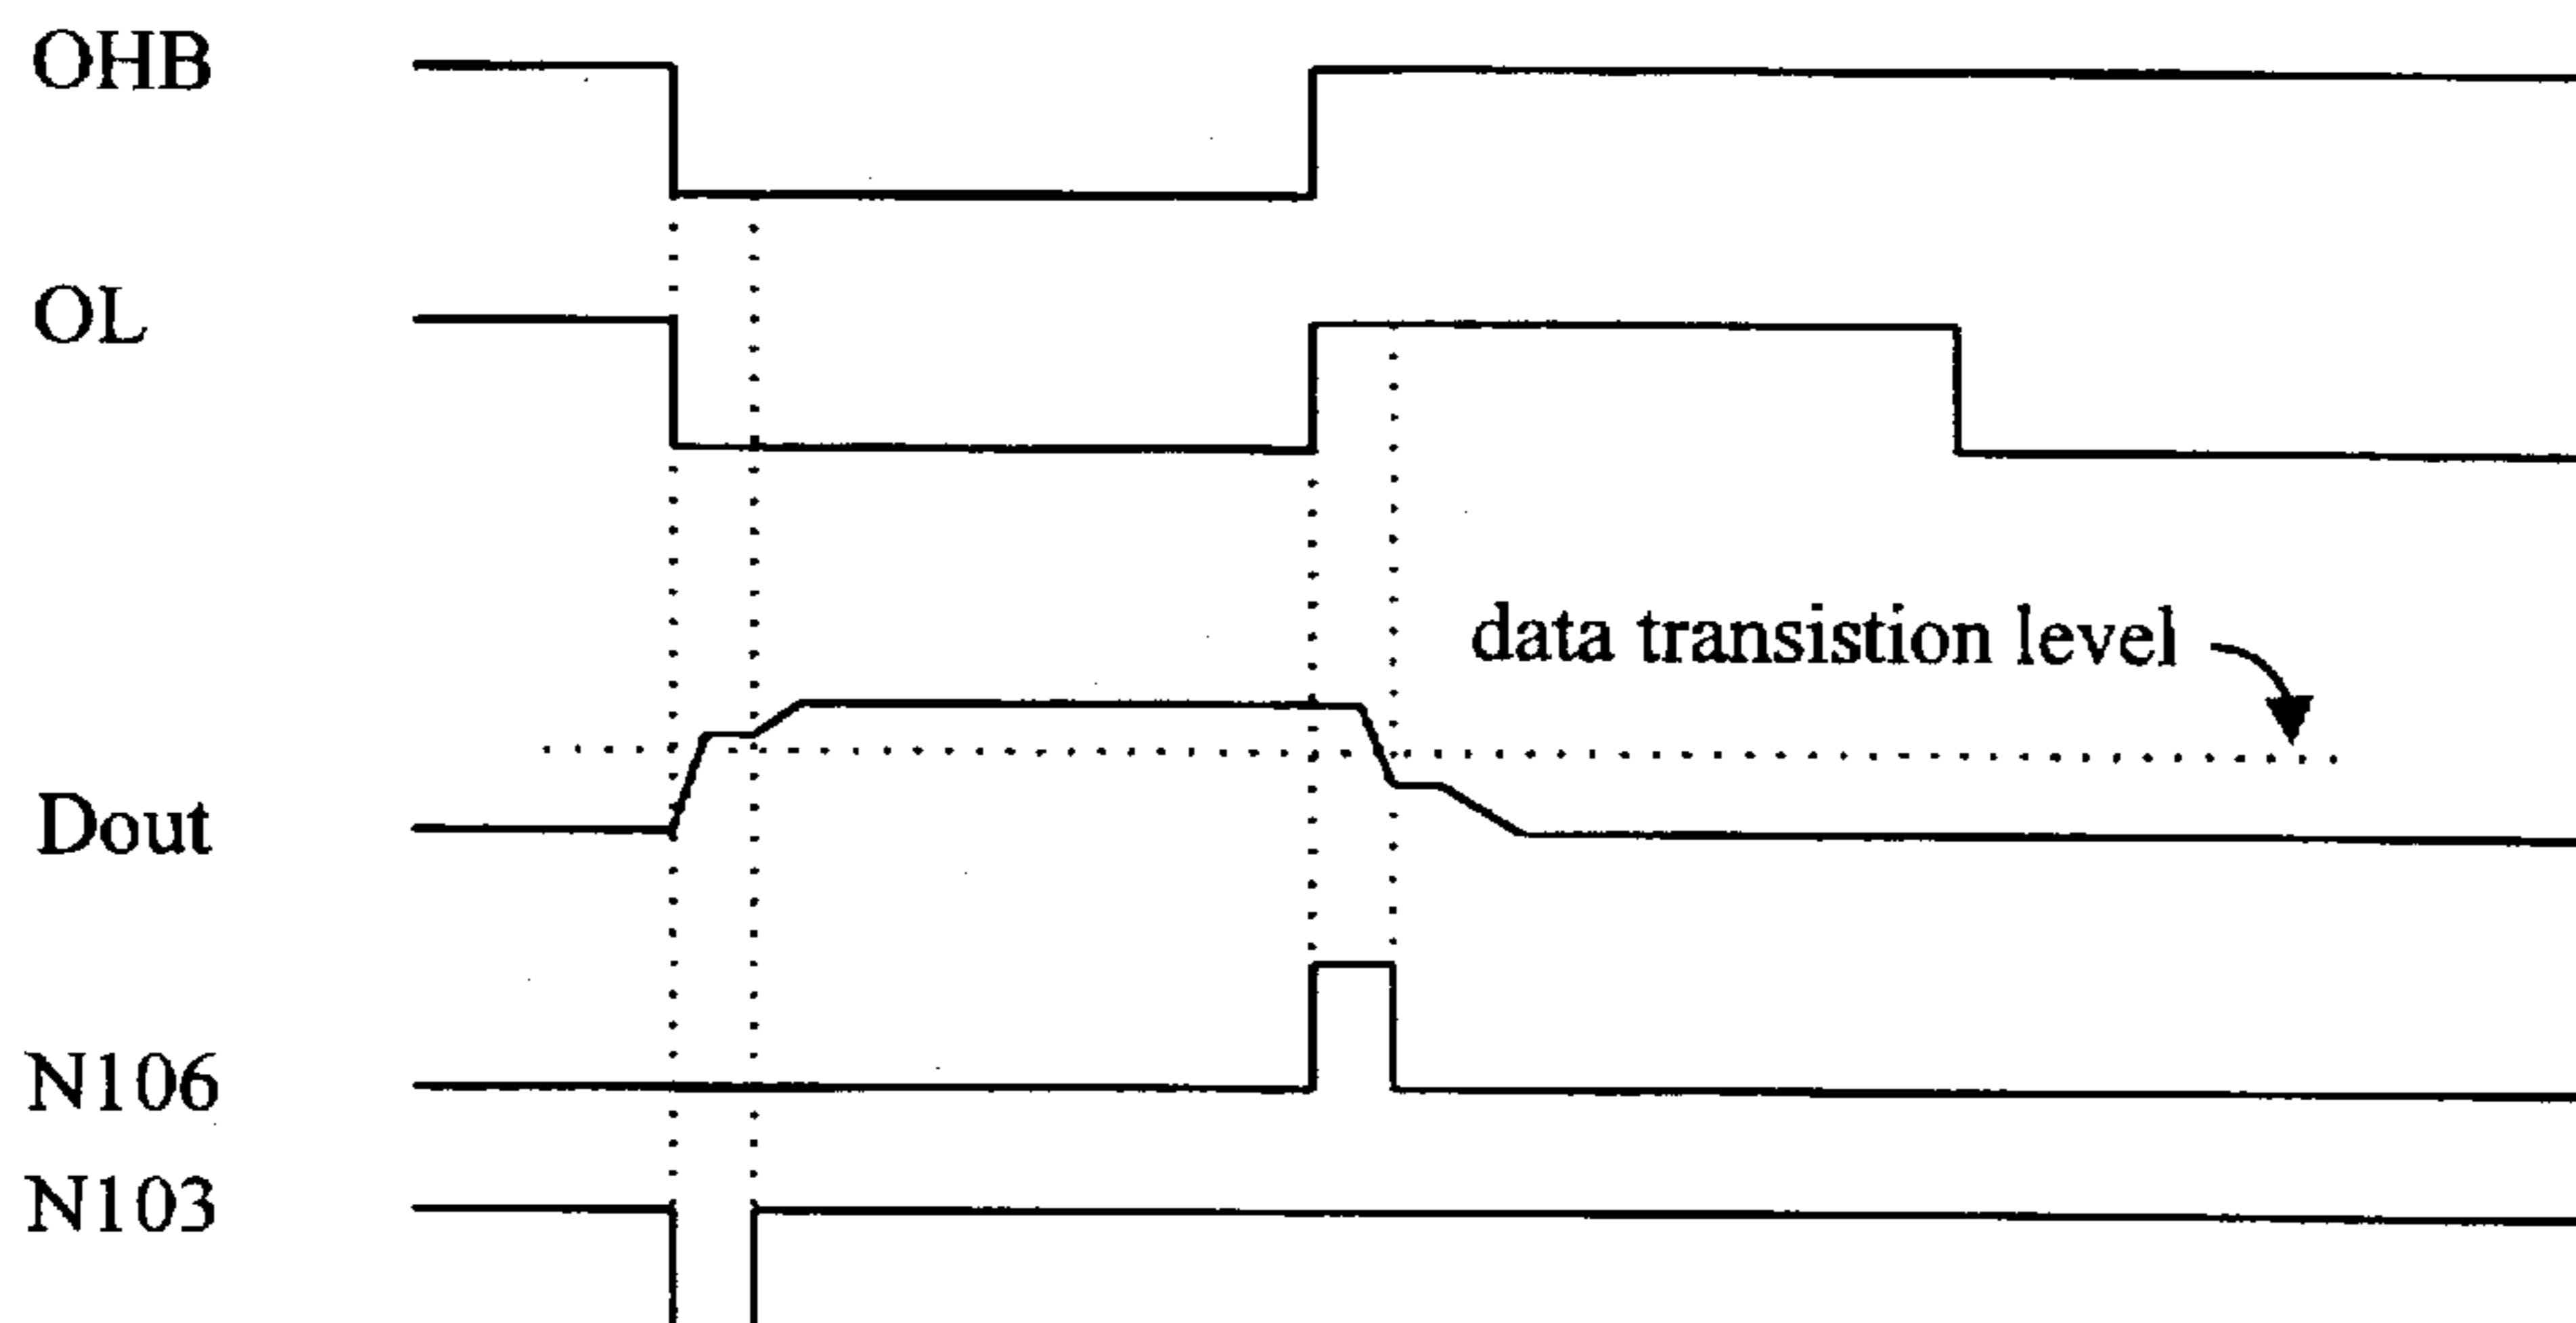 OHB
OL
data transistion level
Dout
N106
N103